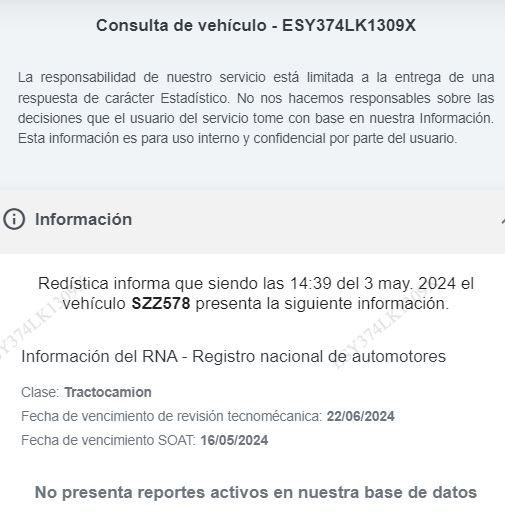 Consulta de vehículo - ESY374LK1309X
La responsabilidad de nuestro servicio está limitada a la entrega de una
respuesta de carácter Estadístico. No nos hacemos responsables sobre las
decisiones que el usuario del servicio tome con base en nuestra Información.
Esta información es para uso interno y confidencial por parte del usuario.
Información
Redística informa que siendo las 14:39 del 3 may. 2024 el
vehículo SZZ578 presenta la siguiente información.
Información del RNA - Registro nacional de automotores
Clase: Tractocamion
Fecha de vencimiento de revisión tecnomécanica: 22/06/2024
Fecha de vencimiento SOAT: 16/05/2024
No presenta reportes activos en nuestra base de datos